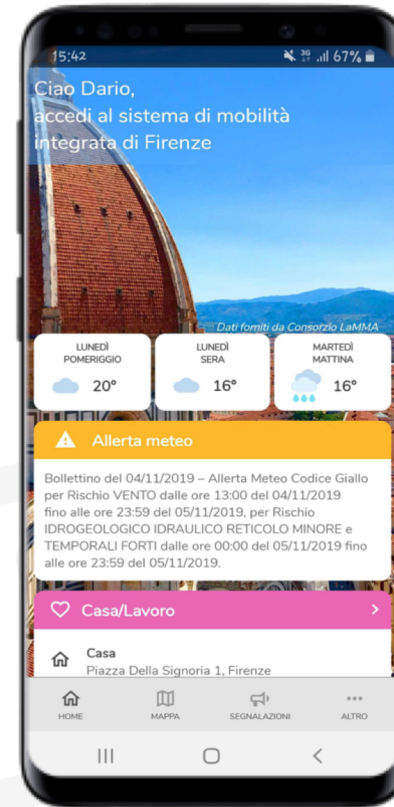 15:42
3G
67%
Ciao Dario,
accedi al sistema di mobilità
integrata di Firenze
Dati forniti da Consorzio LaMMA
LUNEDÌ
POMERIGGIO
20°
LUNEDÌ
SERA
16°
MARTEDÌ
MATTINA
16°
Allerta meteo
Bollettino del 04/11/2019 – Allerta Meteo Codice Giallo
per Rischio VENTO dalle ore 13:00 del 04/11/2019
fino alle ore 23:59 del 05/11/2019, per Rischio
IDROGEOLOGICO IDRAULICO RETICOLO MINORE e
TEMPORALI FORTI dalle ore 00:00 del 05/11/2019 fino
alle ore 23:59 del 05/11/2019.
Casa/Lavoro
Casa
Piazza Della Signoria 1, Firenze
HOME
MAPPA
SEGNALAZIONI
ALTRO